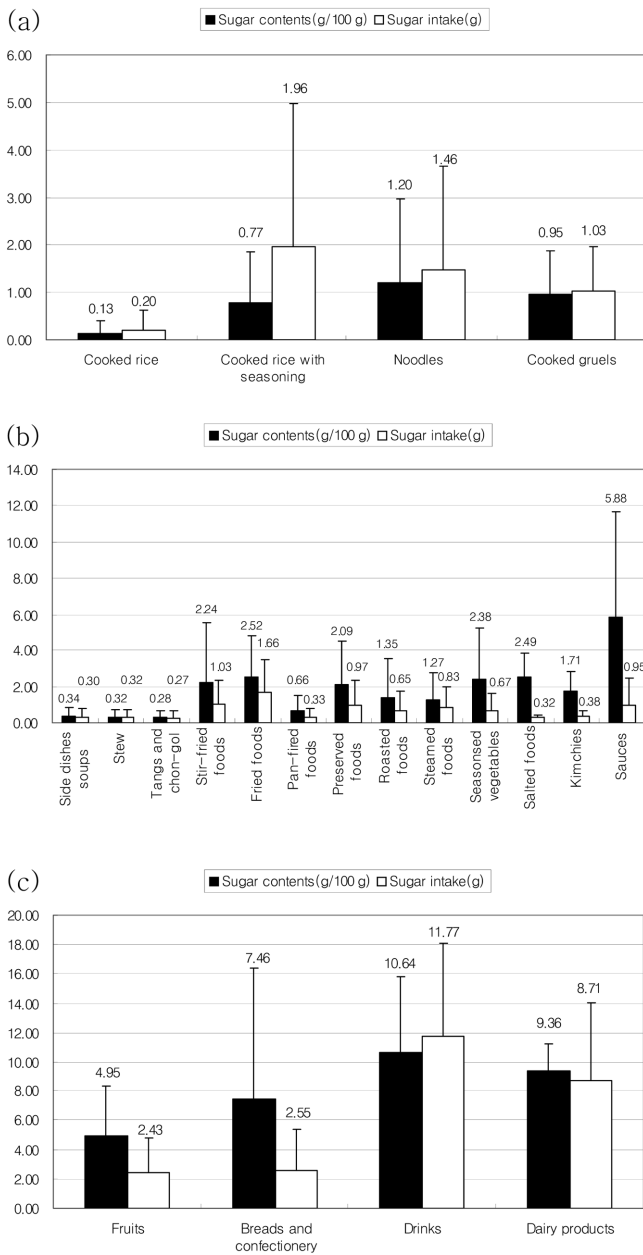 (a)
Sugar contents(g/100 g) Sugar intake(g)
6.00
5.00
4.00
3.00
2.00
1.00
0.00
0.13 0.20 0.77 1.96 1.20 1.46 0.95 1.03
Cooked rice
Cooked rice with
seasoning
Noodles
Cooked gruels
(b)
Sugar contents(g/100 g) Sugar intake(g)
14.00
12.00
10.00
8.00
6.00
4.00
2.00
0.00
0.34 0.30 0.32 0.32 0.28 0.27 2.24 1.03 2.52 1.66 0.66 0.33 2.09 0.97 1.35 0.65 1.27 0.83 2.38 0.67 2.49 0.32 1.71 0.38 5.88 0.95
Side dishes
soups
Stew
Tangs and
chon-gol
Stir-fried
foods
Fried foods
Pan-fired
foods
Preserved
foods
Roasted
foods
Steamed
foods
Seasonsed
vegetables
Salted foods
Kimchies
Sauces
(c)
Sugar contents(g/100 g) Sugar intake(g)
20.00
18.00
16.00
14.00
12.00
10.00
8.00
6.00
4.00
2.00
0.00
4.95 2.43 7.46 2.55 10.64 11.77 9.36 8.71
Fruits
Breads and
confectionery
Drinks
Dairy products